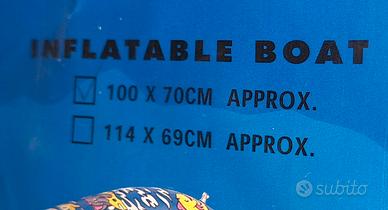 INFLATABLE BOAT
100 X 70CM APPROX.
114 X 69CM APPROX.
subito